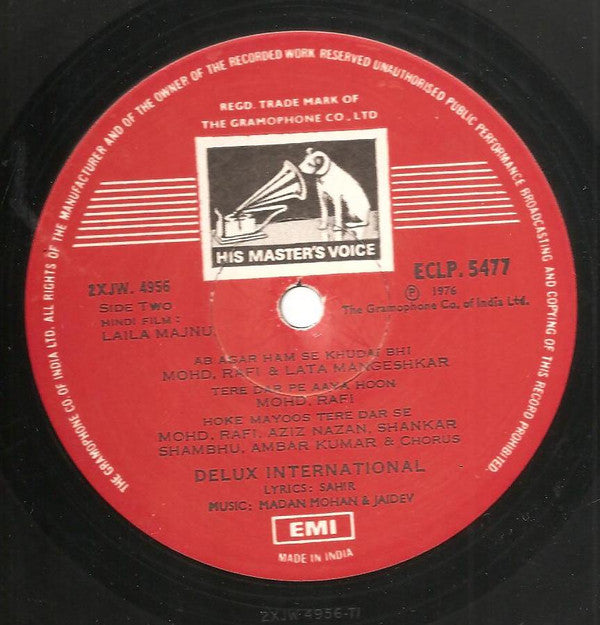 THE GRAMOPHONE CO. OF INDIA LTD. ALL RIGHTS OF THE MANUFACTURER AND OF THE OWNER OF THE RECORDED WORK RESERVED UNAUTHORISED PUBLIC PERFORMANCE BROADCASTING AND COPYING OF THIS RECORD PROHIBITED.
REGD. TRADE MARK OF
THE GRAMOPHONE CO., LTD
HIS MASTER'S VOICE
2XJW. 4956
SIDE TWO
HINDI FILM :
LAILA MAJNU
ECLP. 5477
℗ 1976
The Gramophone Co. of India Ltd.
AB AGAR HAM SE KHUDAI BHI
MOHD. RAFI & LATA MANGESHKAR
TERE DAR PE AAYA HOON
MOHD. RAFI
HOKE MAYOOS TERE DAR SE
MOHD. RAFI, AZIZ NAZAN, SHANKAR
SHAMBHU, AMBAR KUMAR & CHORUS
DELUX INTERNATIONAL
LYRICS: SAHIR
MUSIC: MADAN MOHAN & JAIDEV
EMI
MADE IN INDIA
2XJW 4956-T1